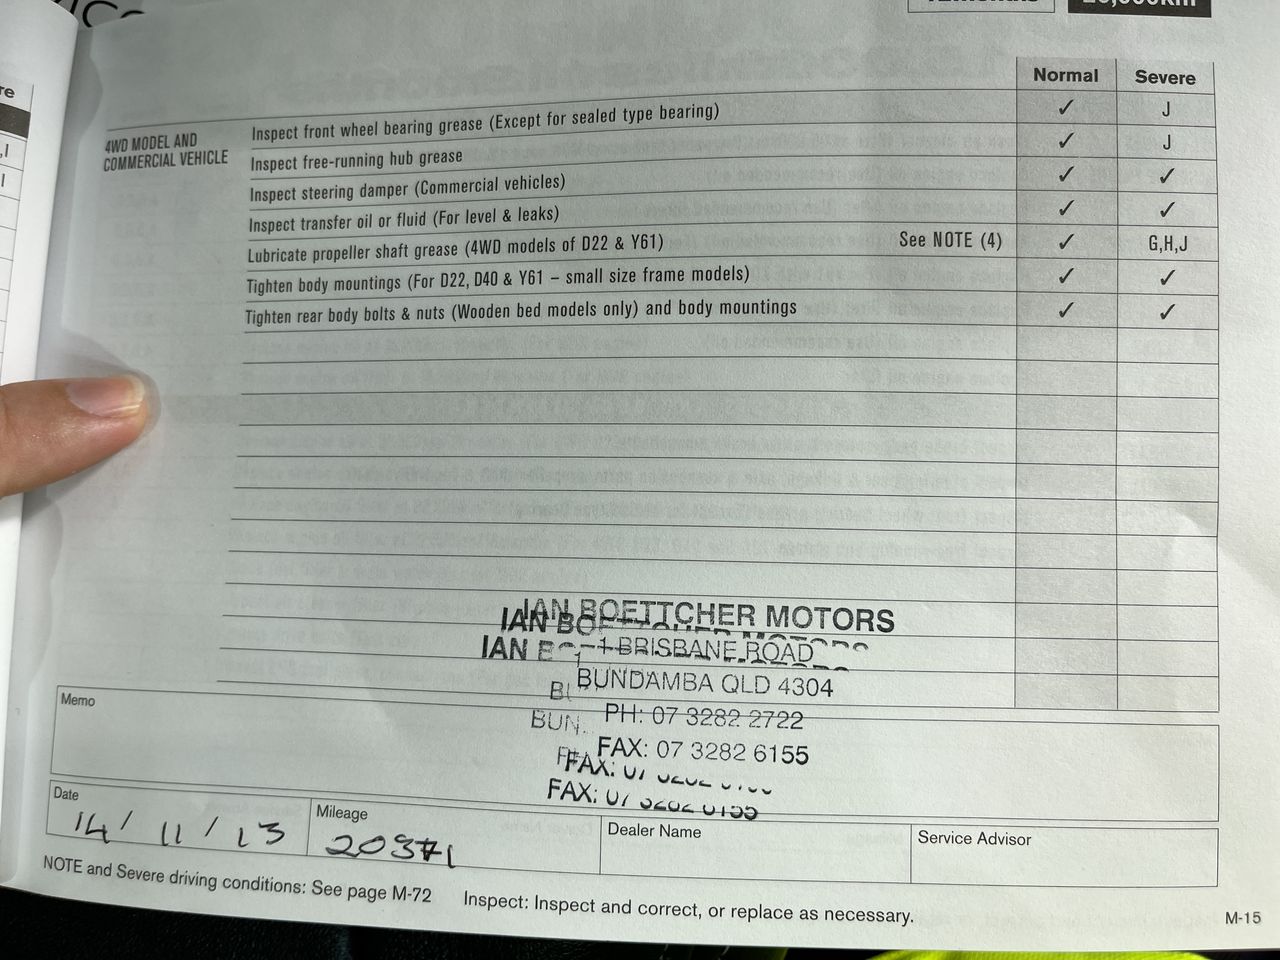 Normal Severe
4WD MODEL AND
COMMERCIAL VEHICLE
Inspect front wheel bearing grease (Except for sealed type bearing) ✓ J
Inspect free-running hub grease ✓ J
Inspect steering damper (Commercial vehicles) ✓ ✓
Inspect transfer oil or fluid (For level & leaks) ✓ ✓
Lubricate propeller shaft grease (4WD models of D22 & Y61) See NOTE (4) ✓ G,H,J
Tighten body mountings (For D22, D40 & Y61 – small size frame models) ✓ ✓
Tighten rear body bolts & nuts (Wooden bed models only) and body mountings ✓ ✓
IAN BOETTCHER MOTORS
1 BRISBANE ROAD
BUNDAMBA QLD 4304
PH: 07 3282 2722
FAX: 07 3282 6155
Memo
Date
14/11/13
Mileage
20371
Dealer Name
Service Advisor
NOTE and Severe driving conditions: See page M-72 Inspect: Inspect and correct, or replace as necessary.
M-15